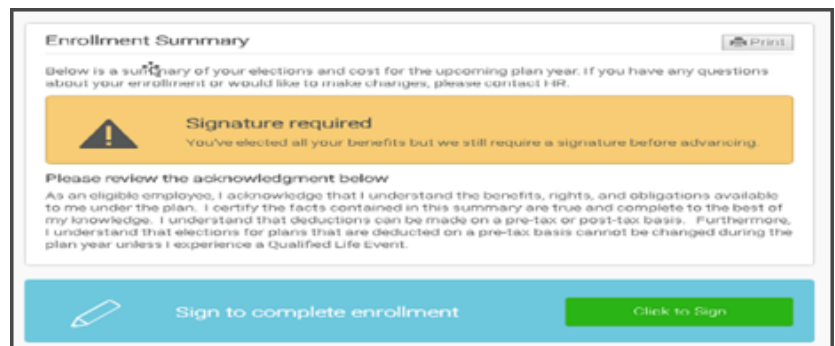 Enrollment Summary
Print
Below is a summary of your elections and cost for the upcoming plan year. If you have any questions
about your enrollment or would like to make changes, please contact HR.
Signature required
You've elected all your benefits but we still require a signature before advancing.
Please review the acknowledgment below
As an eligible employee, I acknowledge that I understand the benefits, rights, and obligations available
to me under the plan. I certify the facts contained in this summary are true and complete to the best of
my knowledge. I understand that deductions can be made on a pre-tax or post-tax basis. Furthermore,
I understand that elections for plans that are deducted on a pre-tax basis cannot be changed during the
plan year unless I experience a Qualified Life Event.
Sign to complete enrollment
Click to Sign